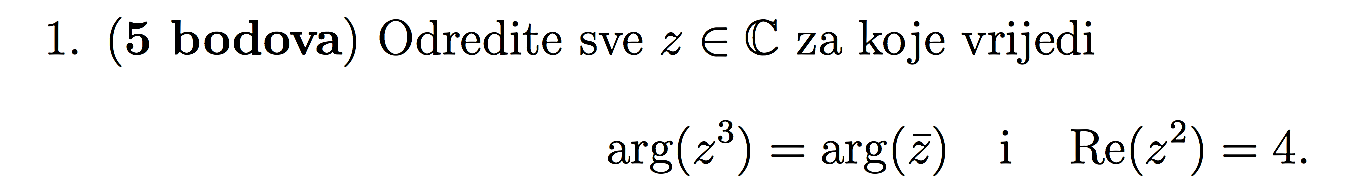 1. (5 bodova) Odredite sve z ∈ ℂ za koje vrijedi
arg(z³) = arg(z̄) i Re(z²) = 4.